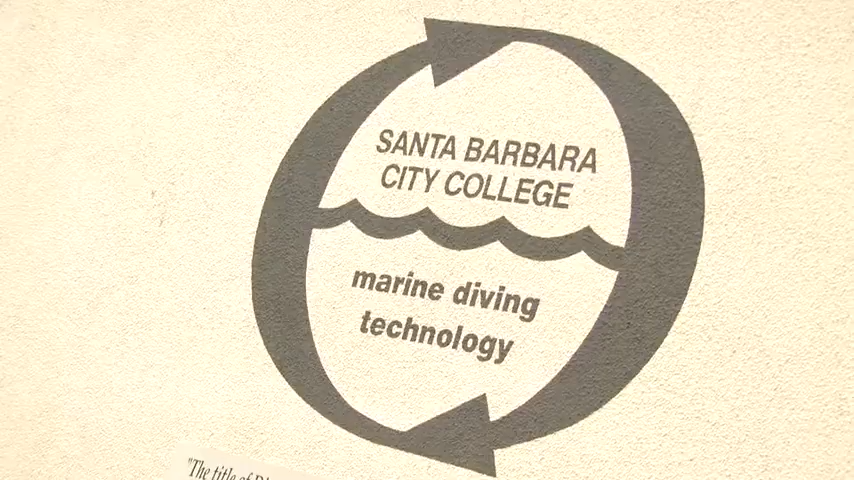 SANTA BARBARA
CITY COLLEGE
marine diving
technology
"The title of